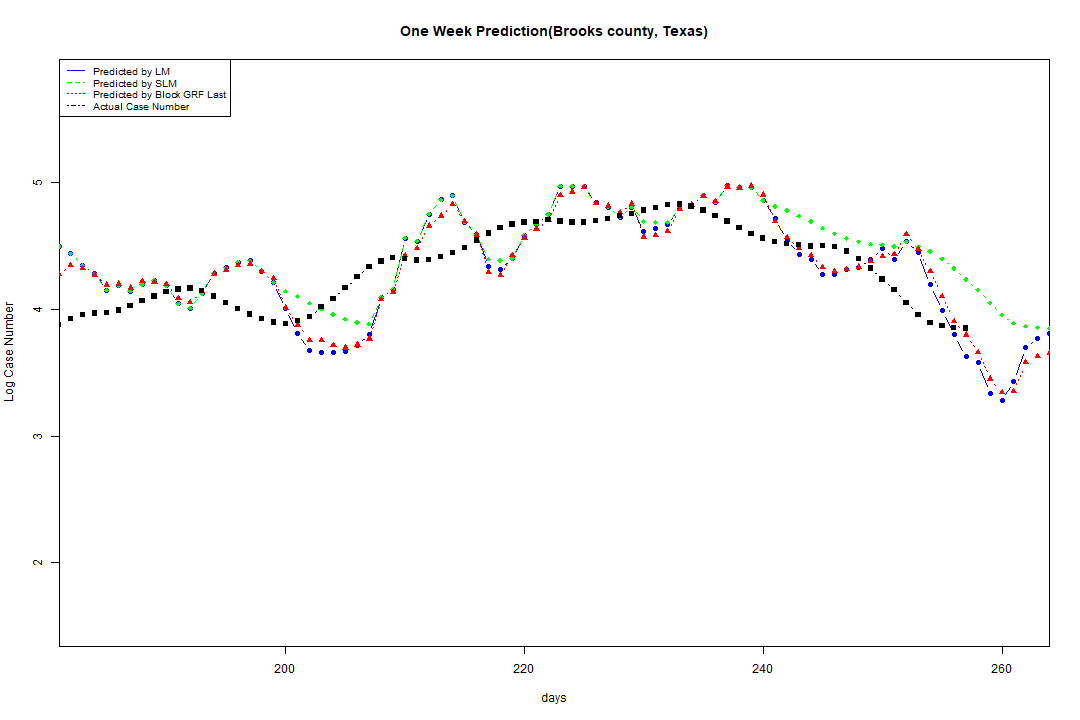 One Week Prediction(Brooks county, Texas)
Predicted by LM
Predicted by SLM
Predicted by Block GRF Last
Actual Case Number
5
4
3
2
Log Case Number
200
220
240
260
days